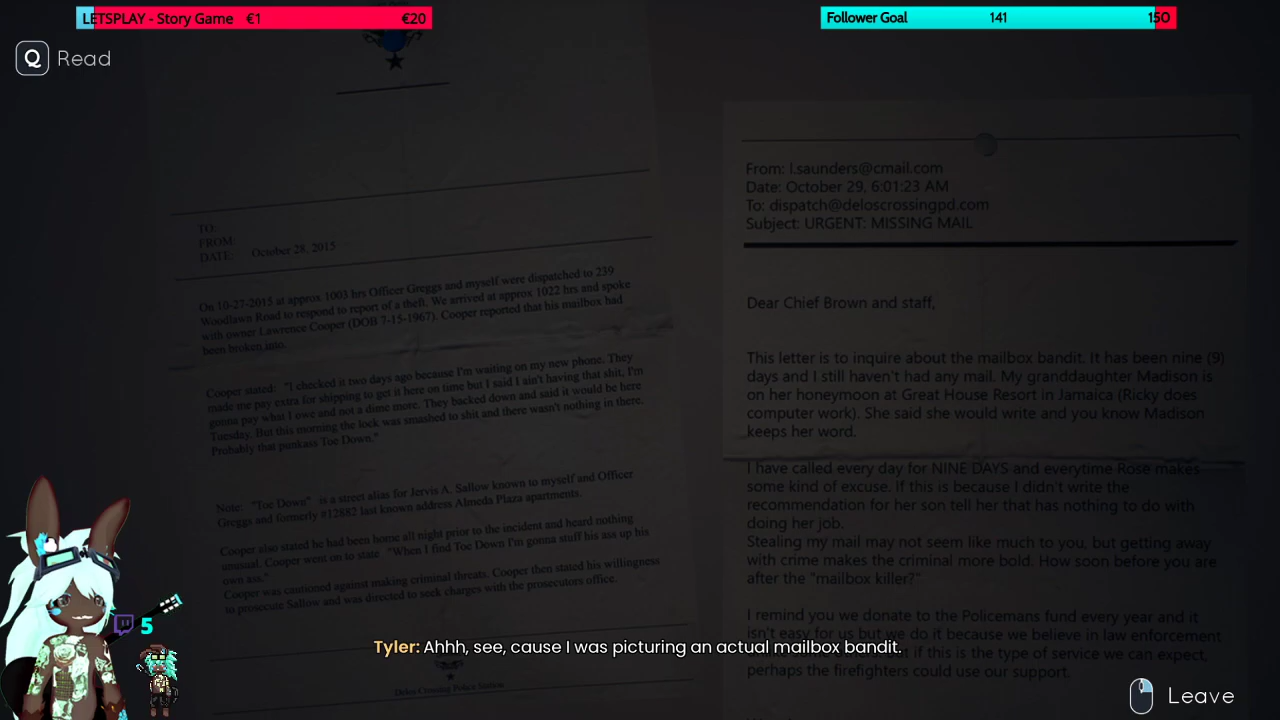 LETSPLAY - Story Game €1 €20
Follower Goal 141 150
Q Read
TO:
FROM:
DATE: October 28, 2015
On 10-27-2015 at approx 1003 hrs Officer Greggs and myself were dispatched to 239
Woodlawn Road to respond to report of a theft. We arrived at approx 1022 hrs and spoke
with owner Lawrence Cooper (DOB 7-15-1967). Cooper reported that his mailbox had
been broken into.
Cooper stated: "I checked it two days ago because I'm waiting on my new phone. They
made me pay extra for shipping to get it here on time but I said I ain't having that shit, I'm
gonna pay what I owe and not a dime more. They backed down and said it would be here
Tuesday. But this morning the lock was smashed to shit and there wasn't nothing in there.
Probably that punkass Toe Down."
Note: "Toe Down" is a street alias for Jervis A. Sallow known to myself and Officer
Greggs and formerly #12882 last known address Almeda Plaza apartments.
Cooper also stated he had been home all night prior to the incident and heard nothing
unusual. Cooper went on to state "When I find Toe Down I'm gonna stuff his ass up his
own ass."
Cooper was cautioned against making criminal threats. Cooper then stated his willingness
to prosecute Sallow and was directed to seek charges with the prosecutors office.
Delos Crossing Police Station
From: l.saunders@cmail.com
Date: October 29, 6:01:23 AM
To: dispatch@deloscrossingpd.com
Subject: URGENT: MISSING MAIL
Dear Chief Brown and staff,
This letter is to inquire about the mailbox bandit. It has been nine (9)
days and I still haven't had any mail. My granddaughter Madison is
on her honeymoon at Great House Resort in Jamaica (Ricky does
computer work). She said she would write and you know Madison
keeps her word.
I have called every day for NINE DAYS and everytime Rose makes
some kind of excuse. If this is because I didn't write the
recommendation for her son tell her that has nothing to do with
doing her job.
Stealing my mail may not seem like much to you, but getting away
with crime makes the criminal more bold. How soon before you are
after the "mailbox killer?"
I remind you we donate to the Policemans fund every year and it
isn't easy for us but we do it because we believe in law enforcement
if this is the type of service we can expect,
perhaps the firefighters could use our support.
Tyler: Ahhh, see, cause I was picturing an actual mailbox bandit.
5
Leave